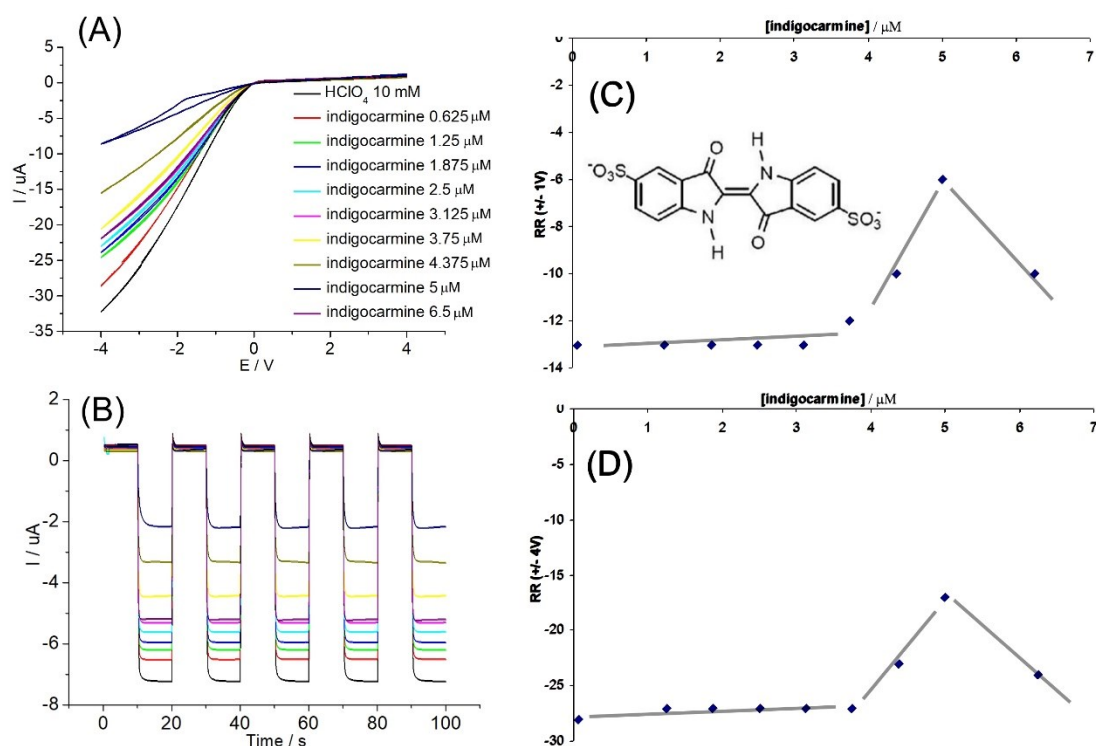 (A)
5
0
-5
-10
-15
-20
-25
-30
-35
I / uA
-4
-2
0
2
4
E / V
HClO₄ 10 mM
indigocarmine 0.625 μM
indigocarmine 1.25 μM
indigocarmine 1.875 μM
indigocarmine 2.5 μM
indigocarmine 3.125 μM
indigocarmine 3.75 μM
indigocarmine 4.375 μM
indigocarmine 5 μM
indigocarmine 6.5 μM
(B)
2
0
-2
-4
-6
-8
I / uA
0
20
40
60
80
100
Time / s
[indigocarmine] / μM
0
1
2
3
4
5
6
7
(C)
0
-2
-4
-6
-8
-10
-12
-14
RR (+/- 1V)
H
O
N
⁻O₃S
SO₃⁻
N
O
H
[indigocarmine] / μM
0
1
2
3
4
5
6
7
(D)
0
-5
-10
-15
-20
-25
-30
RR (+/- 4V)